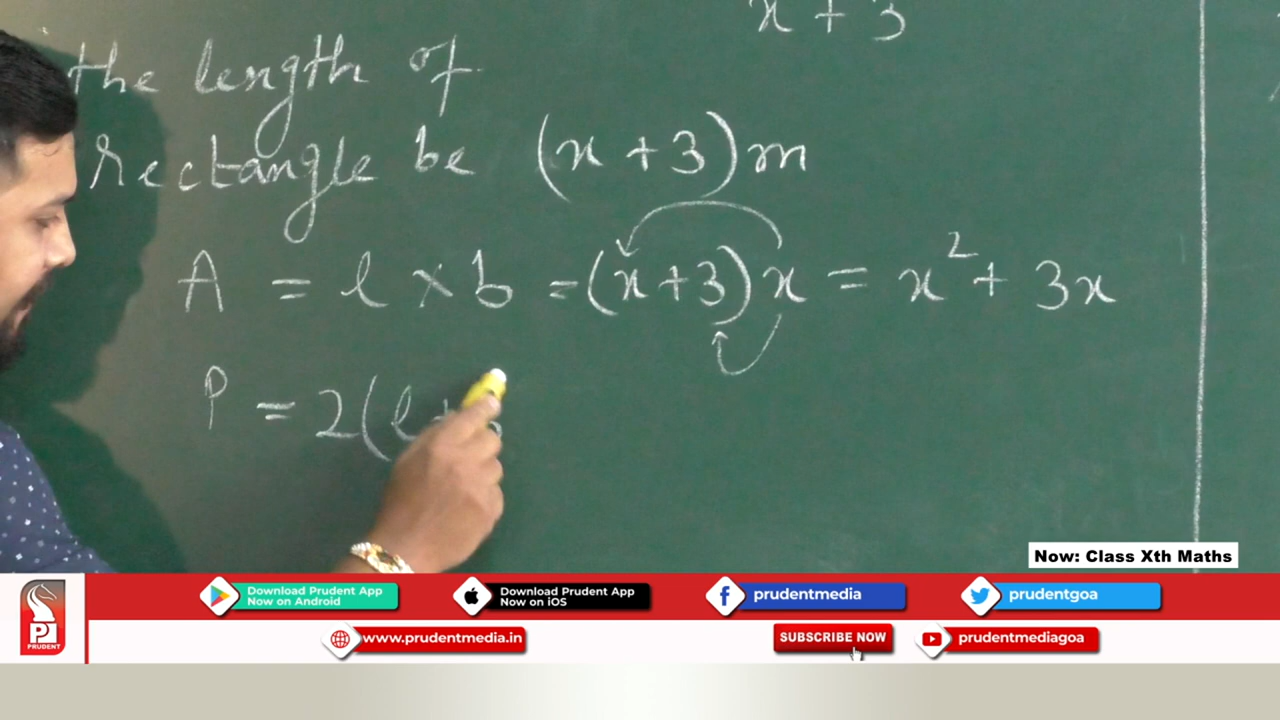 x + 3
the length of
rectangle be (x + 3) m
A = l × b = (x + 3) x = x² + 3x
P = 2(l + b
Now: Class Xth Maths
Download Prudent App
Now on Android
Download Prudent App
Now on iOS
prudentmedia
prudentgoa
PRUDENT
www.prudentmedia.in
SUBSCRIBE NOW
prudentmediagoa